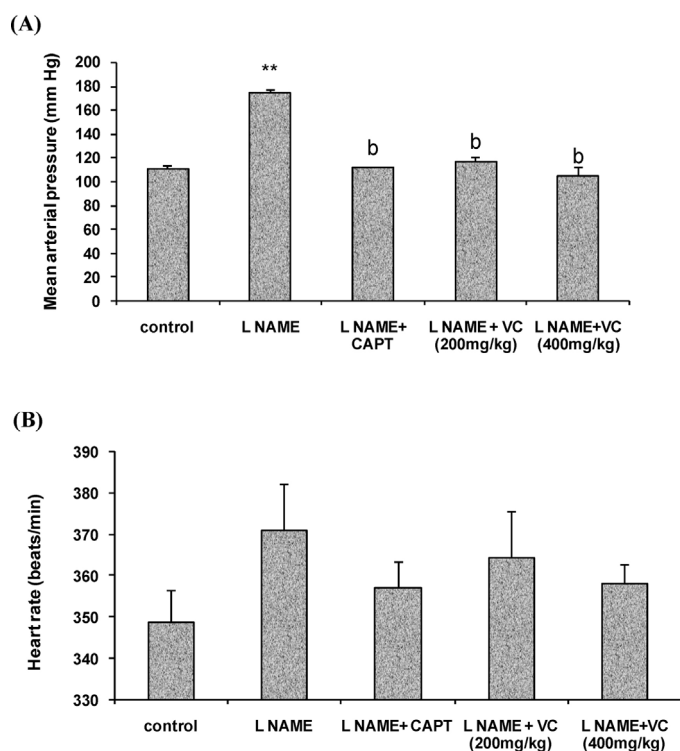 (A)
Mean arterial pressure (mm Hg)
200
180
160
140
120
100
80
60
40
20
0
**
b
b
b
control
L NAME
L NAME+
CAPT
L NAME + VC
(200mg/kg)
L NAME+VC
(400mg/kg)
(B)
Heart rate (beats/min)
390
380
370
360
350
340
330
control
L NAME
L NAME+ CAPT
L NAME + VC
(200mg/kg)
L NAME+VC
(400mg/kg)